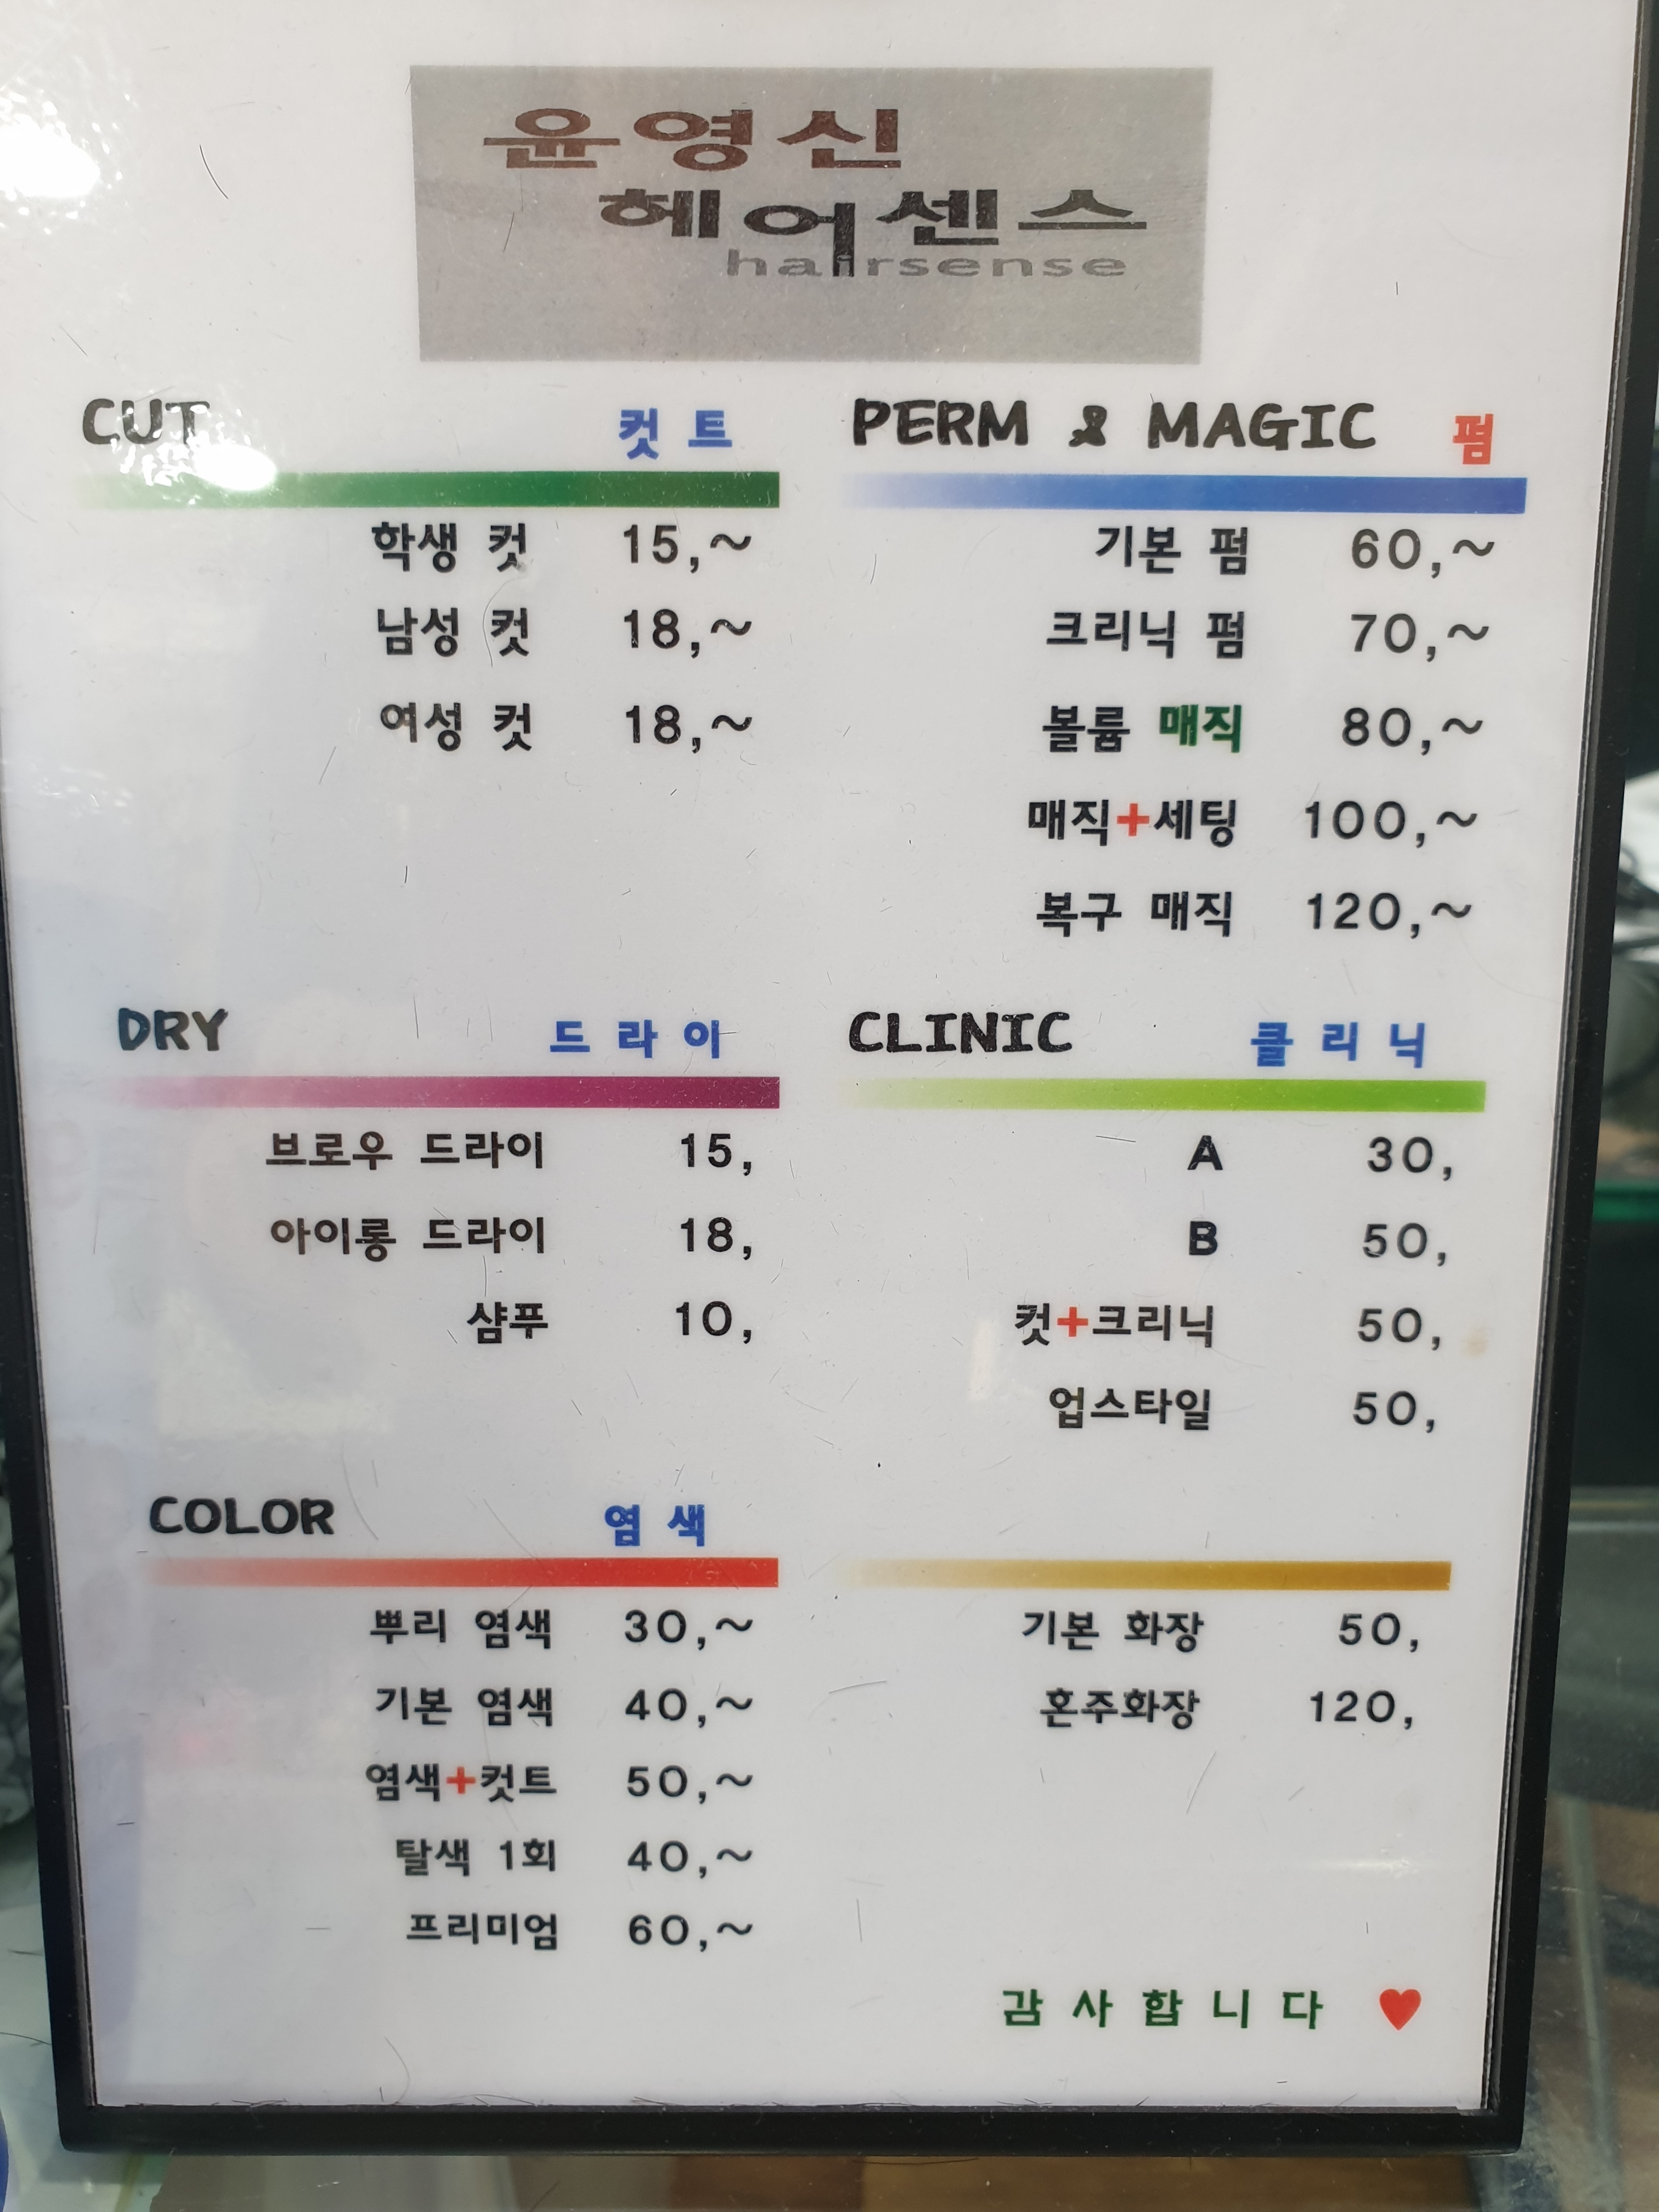 윤영신
헤어센스
hairsense
CUT 컷트
학생 컷 15,~
남성 컷 18,~
여성 컷 18,~
PERM & MAGIC 펌
기본 펌 60,~
크리닉 펌 70,~
볼륨 매직 80,~
매직+세팅 100,~
복구 매직 120,~
DRY 드라이
브로우 드라이 15,
아이롱 드라이 18,
샴푸 10,
CLINIC 클리닉
A 30,
B 50,
컷+크리닉 50,
업스타일 50,
COLOR 염색
뿌리 염색 30,~
기본 염색 40,~
염색+컷트 50,~
탈색 1회 40,~
프리미엄 60,~
기본 화장 50,
혼주화장 120,
감사합니다 ♥